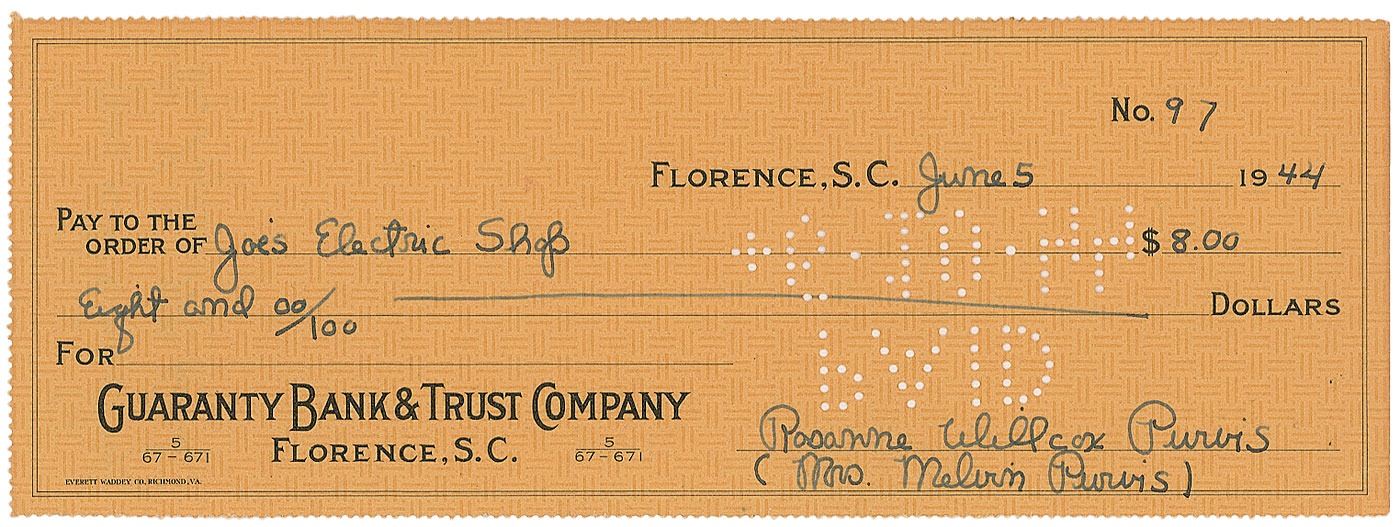 No. 97
FLORENCE, S.C. June 5 1944
PAY TO THE
ORDER OF Joe's Electric Shop $8.00
Eight and 00/100 DOLLARS
FOR
GUARANTY BANK & TRUST COMPANY
5
67-671
FLORENCE, S.C.
5
67-671
EVERETT WADDEY CO., RICHMOND, VA.
Rosanne Willcox Purvis
(Mrs. Melvin Purvis)